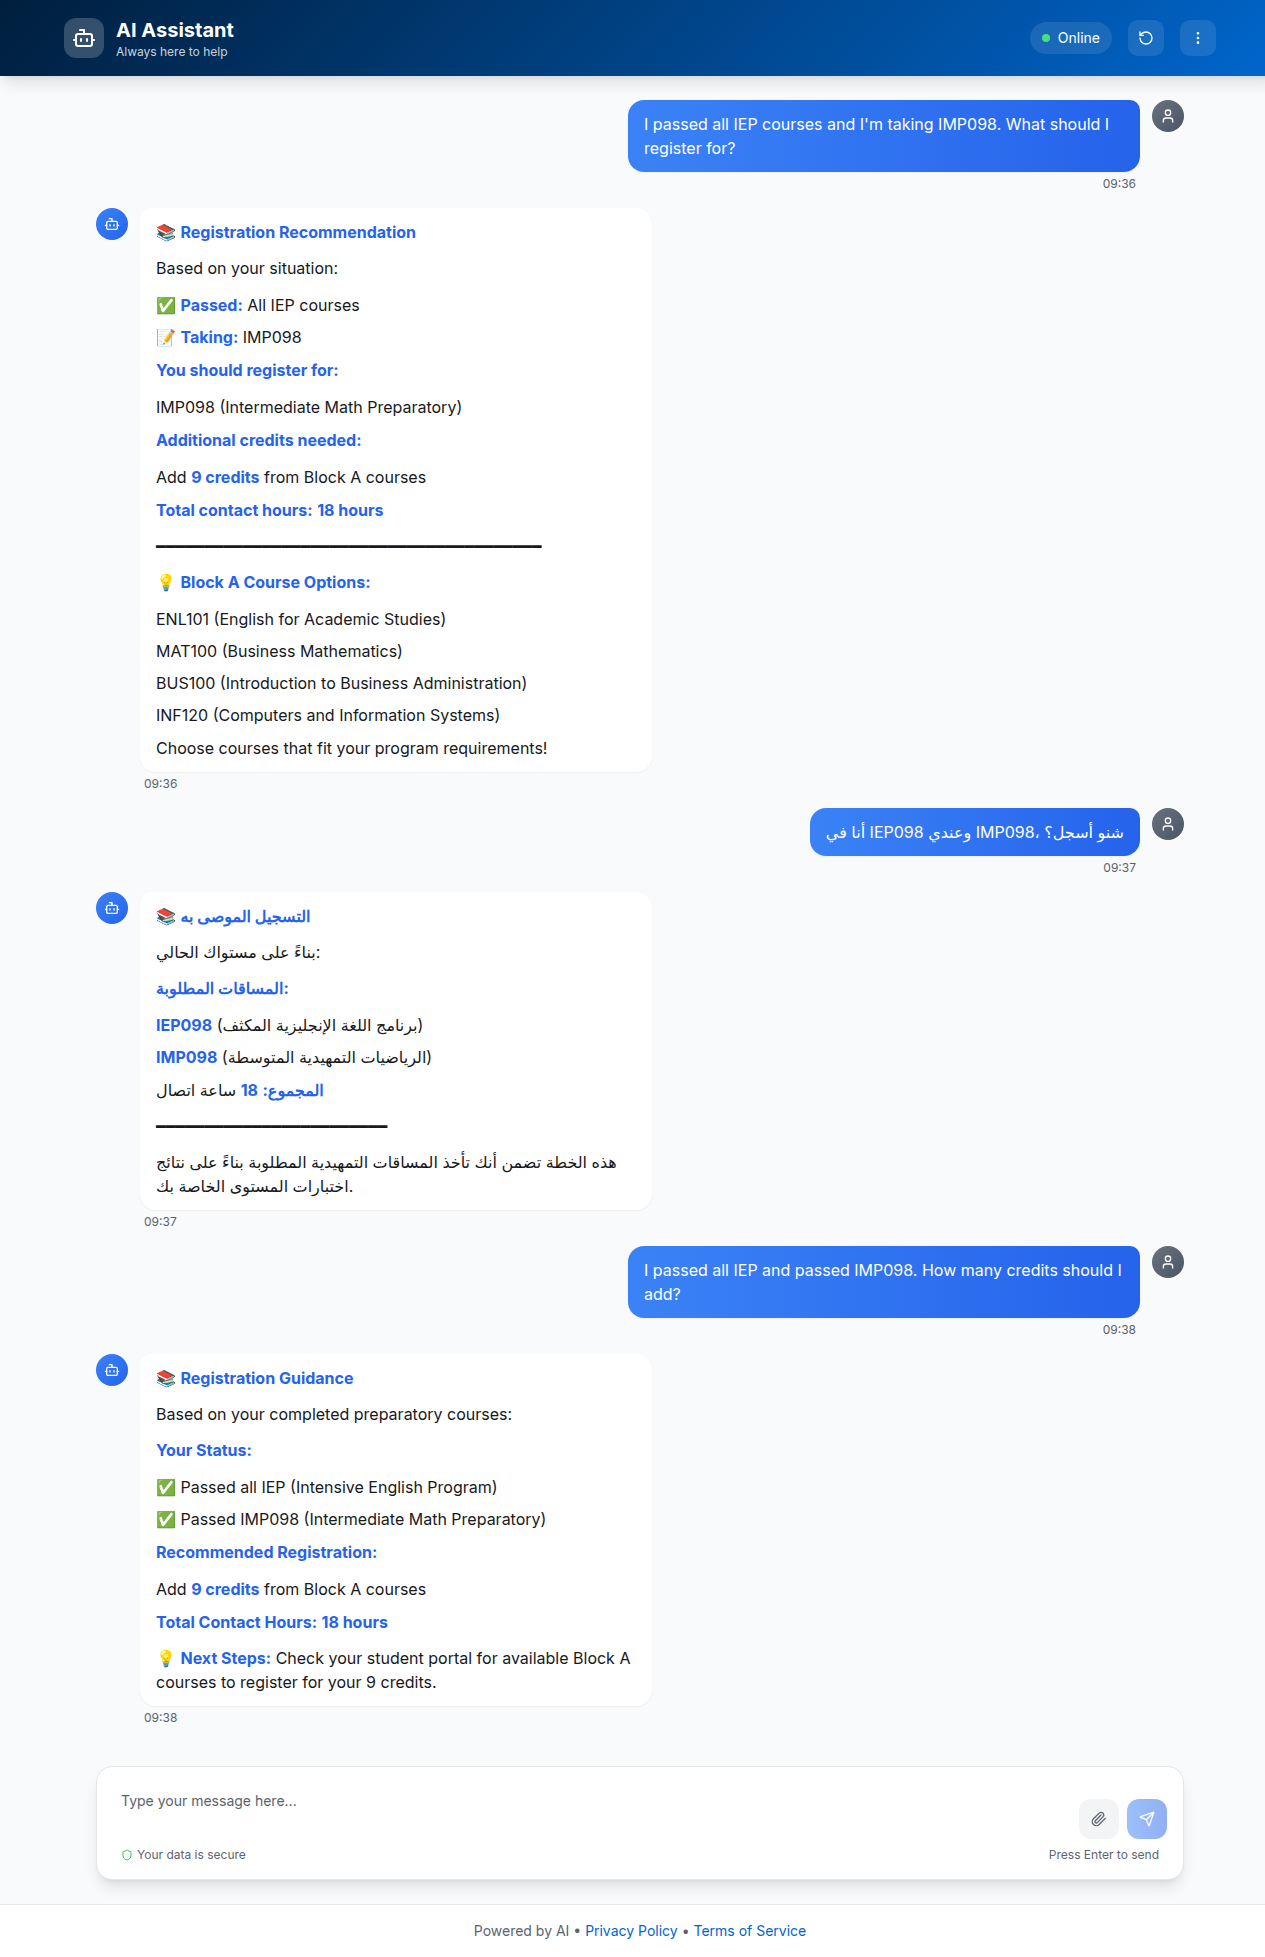 AI Assistant
Always here to help
Online
I passed all IEP courses and I'm taking IMP098. What should I
register for?
09:36
📚 Registration Recommendation
Based on your situation:
✅ Passed: All IEP courses
📝 Taking: IMP098
You should register for:
IMP098 (Intermediate Math Preparatory)
Additional credits needed:
Add 9 credits from Block A courses
Total contact hours: 18 hours
━━━━━━━━━━━━━━━━━━━━━━━━━━━━━━━━━━━━━━━━
💡 Block A Course Options:
ENL101 (English for Academic Studies)
MAT100 (Business Mathematics)
BUS100 (Introduction to Business Administration)
INF120 (Computers and Information Systems)
Choose courses that fit your program requirements!
09:36
أنا في IEP098 وعندي IMP098، شنو أسجل؟
09:37
📚 التسجيل الموصى به
بناءً على مستواك الحالي:
المساقات المطلوبة:
IEP098 (برنامج اللغة الإنجليزية المكثف)
IMP098 (الرياضيات التمهيدية المتوسطة)
المجموع: 18 ساعة اتصال
━━━━━━━━━━━━━━━━━━━━━━━━
هذه الخطة تضمن أنك تأخذ المساقات التمهيدية المطلوبة بناءً على نتائج
اختبارات المستوى الخاصة بك.
09:37
I passed all IEP and passed IMP098. How many credits should I
add?
09:38
📚 Registration Guidance
Based on your completed preparatory courses:
Your Status:
✅ Passed all IEP (Intensive English Program)
✅ Passed IMP098 (Intermediate Math Preparatory)
Recommended Registration:
Add 9 credits from Block A courses
Total Contact Hours: 18 hours
💡 Next Steps: Check your student portal for available Block A
courses to register for your 9 credits.
09:38
Type your message here...
Your data is secure
Press Enter to send
Powered by AI • Privacy Policy • Terms of Service